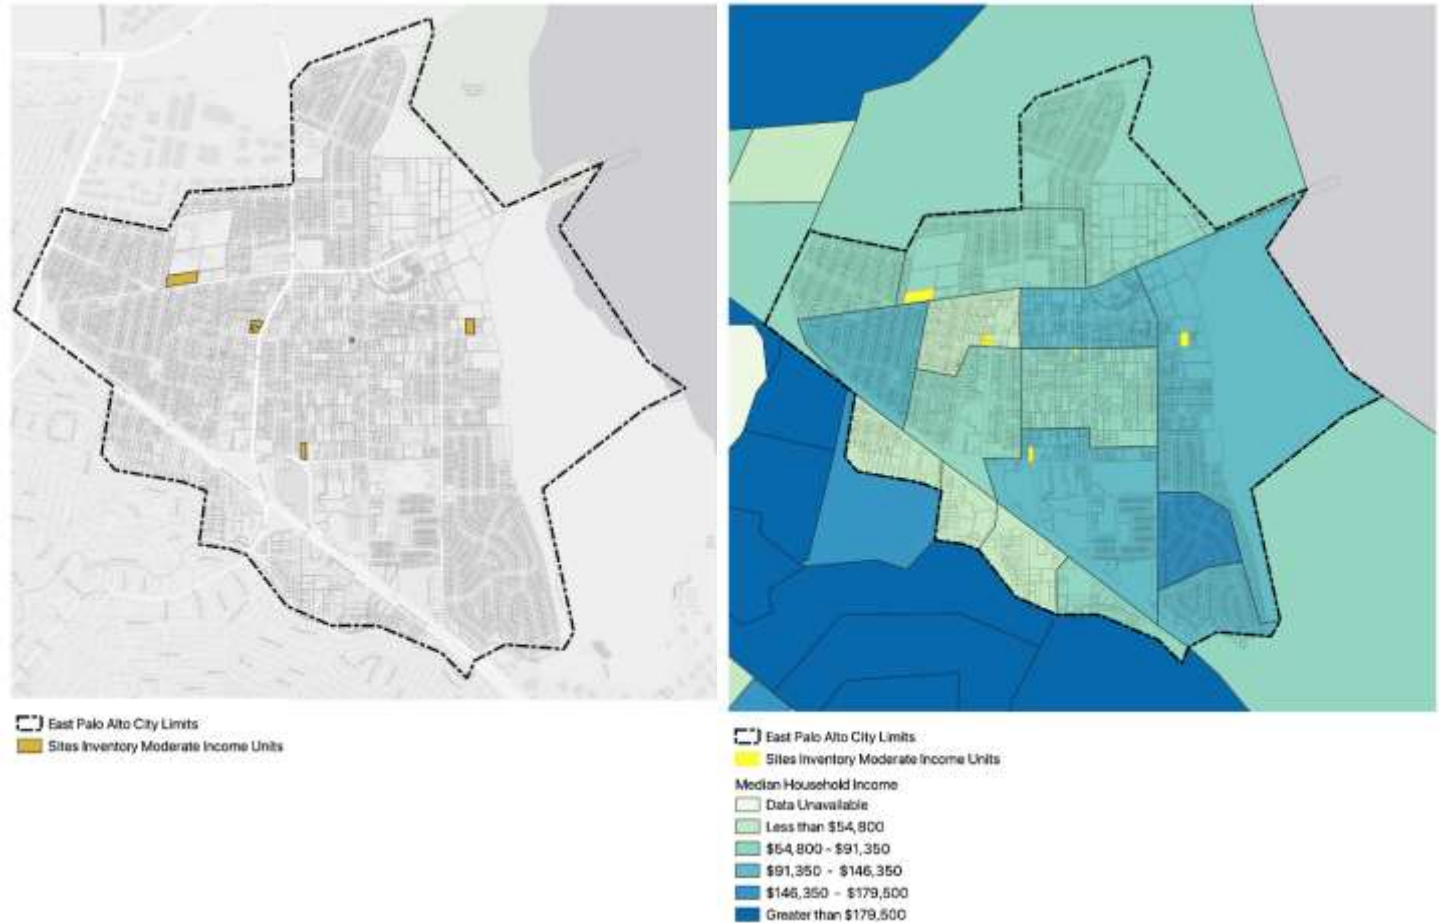 East Palo Alto City Limits
Sites Inventory Moderate Income Units
East Palo Alto City Limits
Sites Inventory Moderate Income Units
Median Household Income
Data Unavailable
Less than $54,800
$54,800 - $91,350
$91,350 - $146,350
$146,350 - $179,500
Greater than $179,500